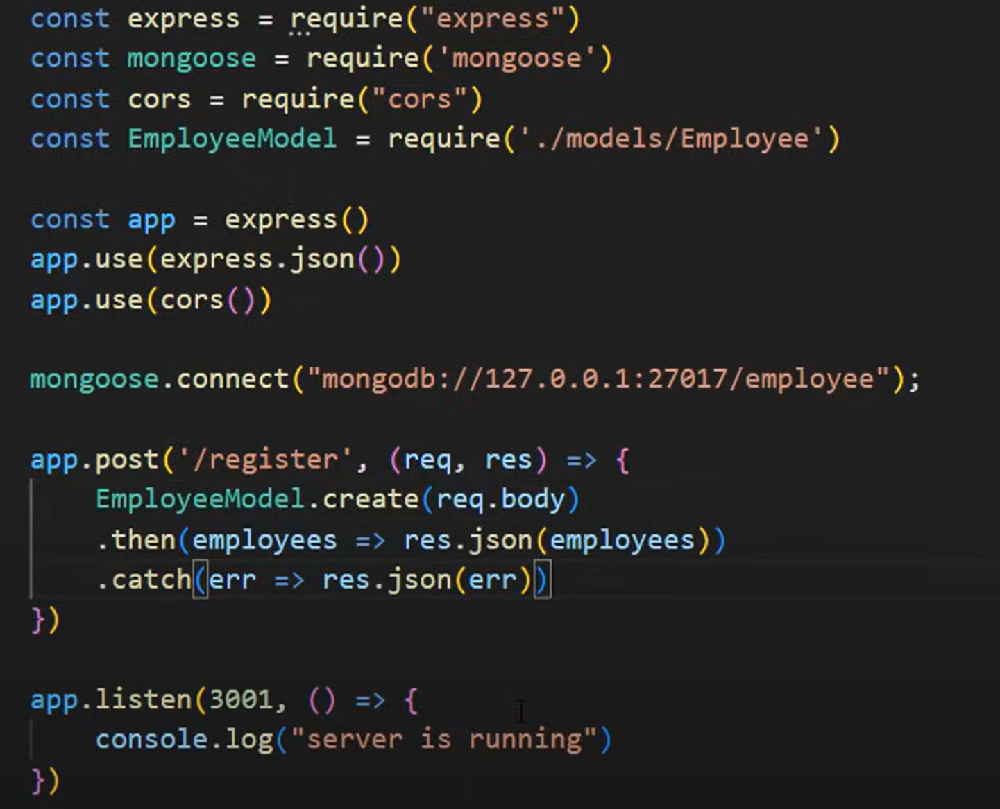 const express = require("express")
const mongoose = require('mongoose')
const cors = require("cors")
const EmployeeModel = require('./models/Employee')
const app = express()
app.use(express.json())
app.use(cors())
mongoose.connect("mongodb://127.0.0.1:27017/employee");
app.post('/register', (req, res) => {
    EmployeeModel.create(req.body)
    .then(employees => res.json(employees))
    .catch(err => res.json(err))
})
app.listen(3001, () => {
    console.log("server is running")
})